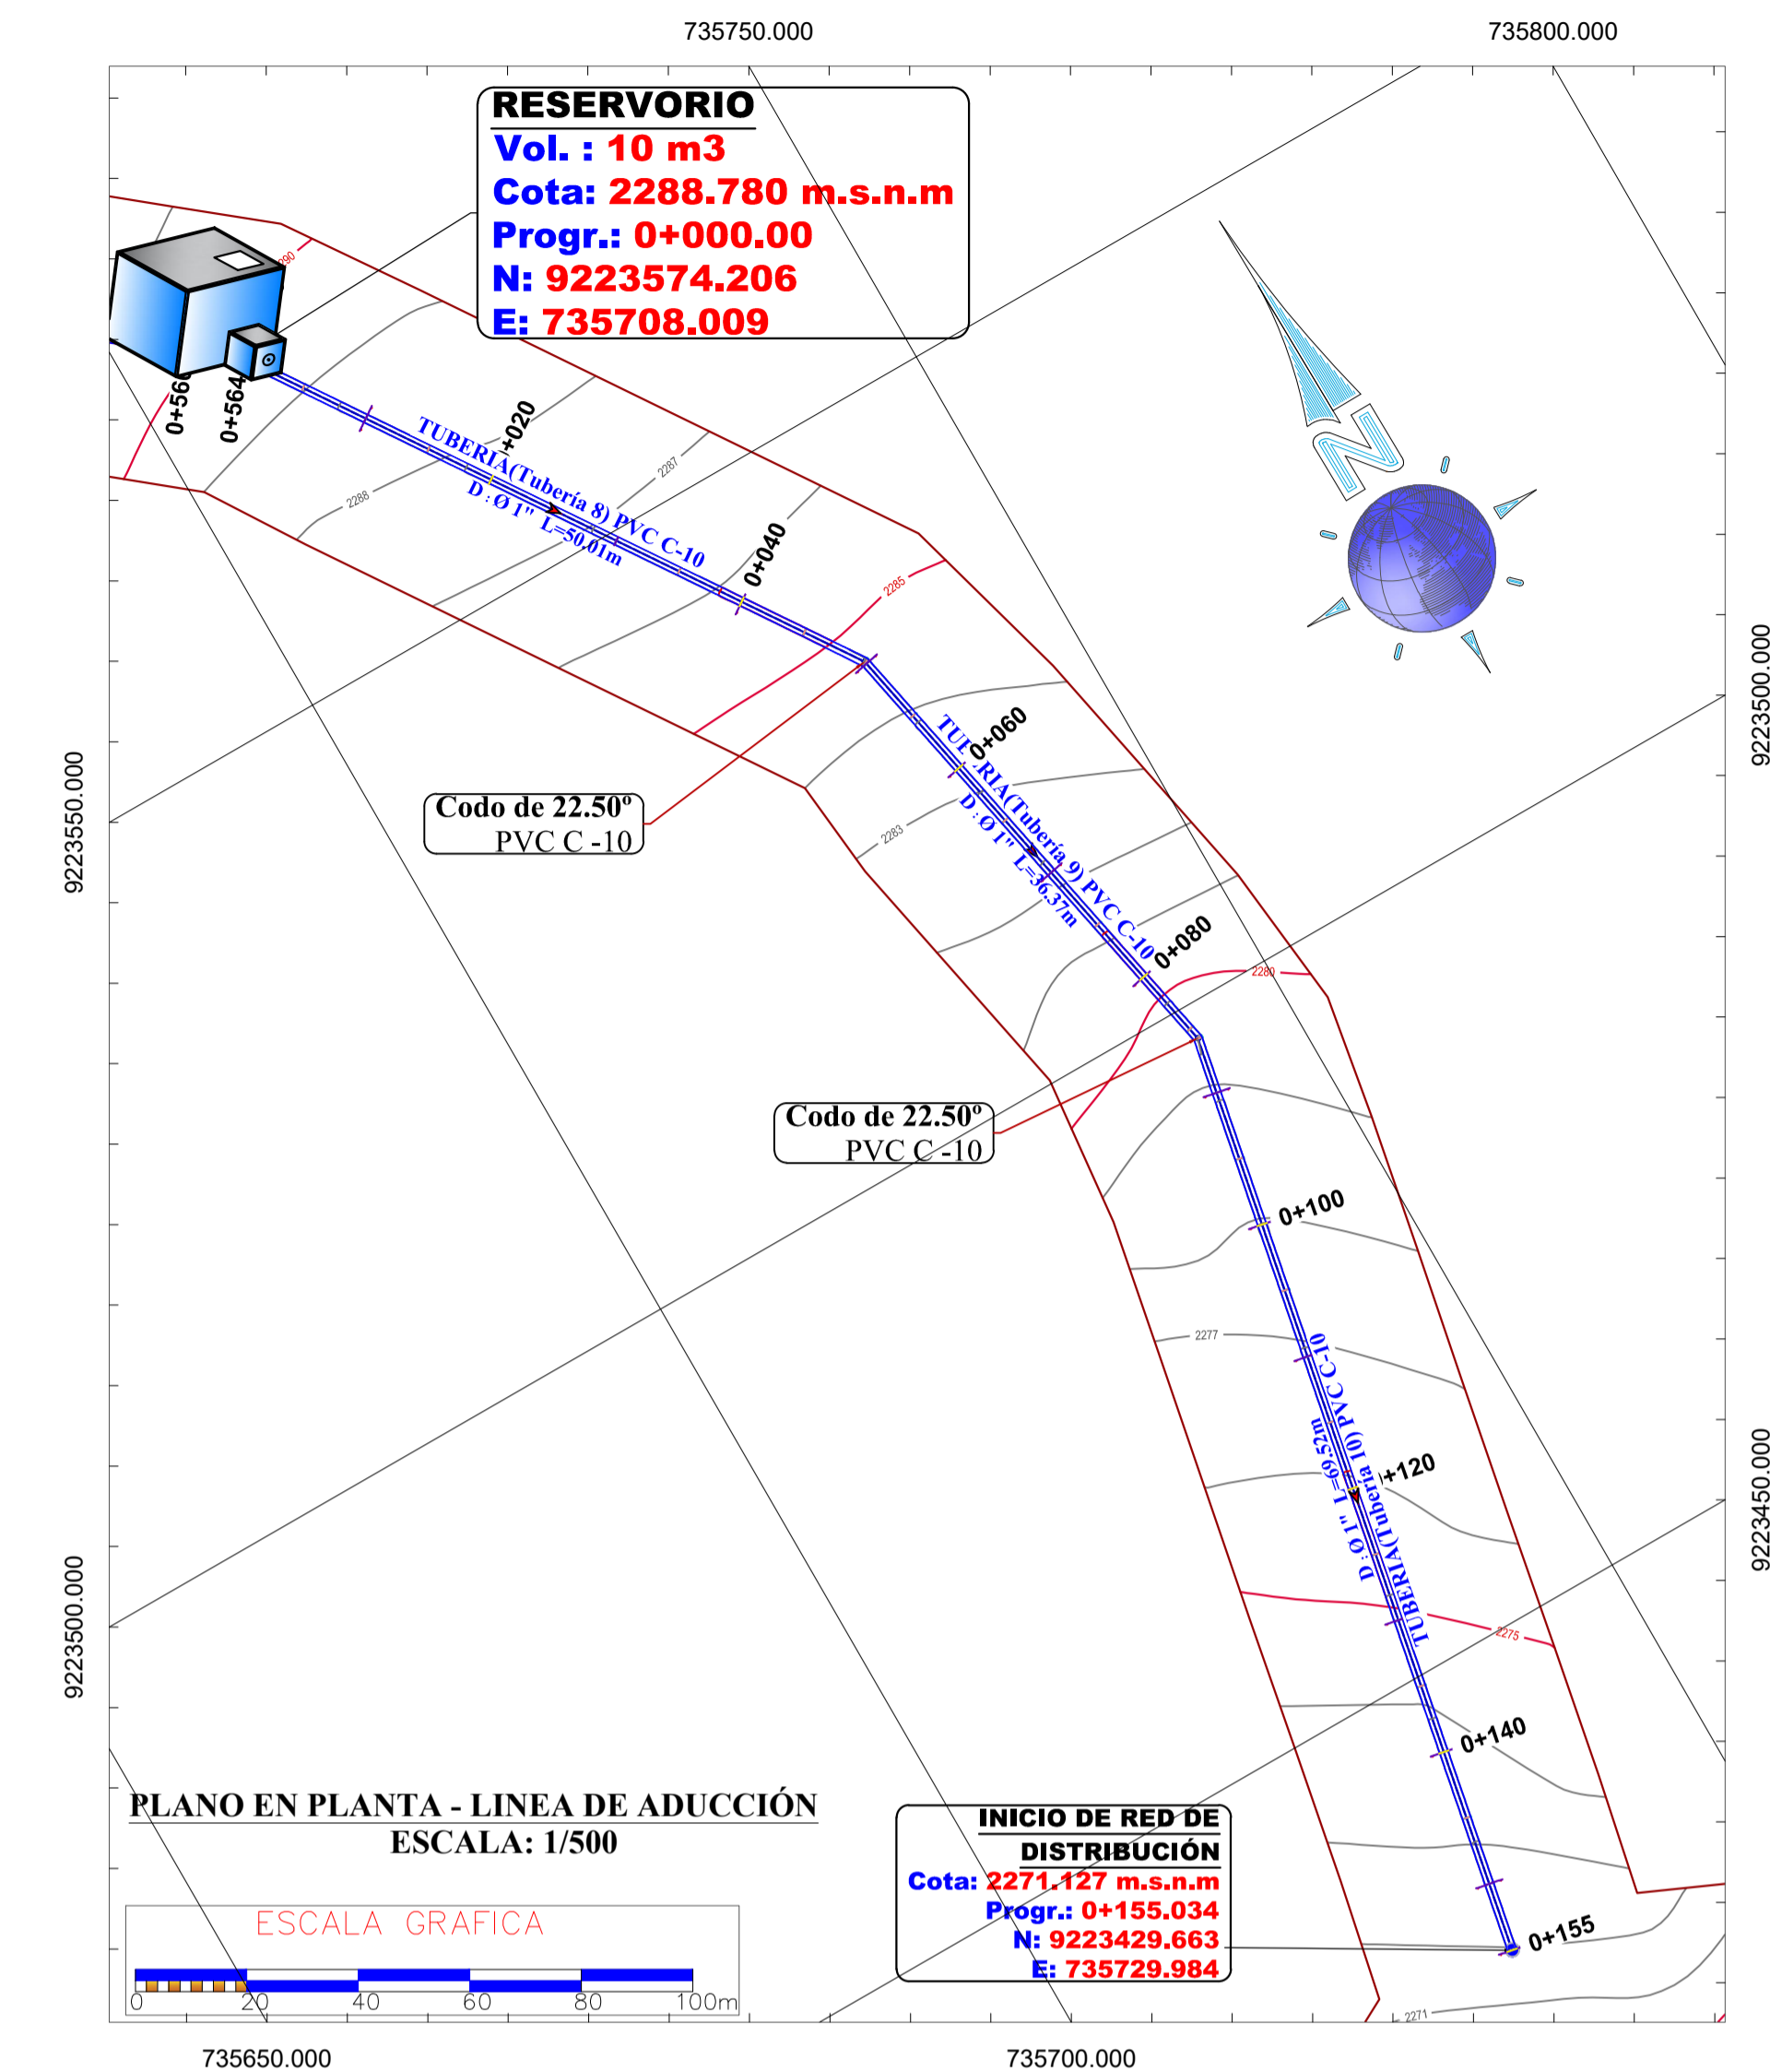 735750.000
735800.000
RESERVORIO
Vol. : 10 m3
Cota: 2288.780 m.s.n.m
Progr.: 0+000.00
N: 9223574.206
E: 735708.009
N
0+564
+020
TUBERIA(Tubería 8) PVC C-10
D : Ø 1" L=50.01m
2288
2287
0+040
2285
0+060
TUBERIA(Tubería 9) PVC C-10
D : Ø 1" L=36.37m
2283
Codo de 22.50º
PVC C -10
0+080
2280
Codo de 22.50º
PVC C -10
0+100
2277
TUBERIA(Tubería 10) PVC C-10
D : Ø 1" L=69.52m
+120
2275
0+140
0+155
2271
9223550.000
9223500.000
9223500.000
9223450.000
PLANO EN PLANTA - LINEA DE ADUCCIÓN
ESCALA: 1/500
ESCALA GRAFICA
0 20 40 60 80 100m
INICIO DE RED DE
DISTRIBUCIÓN
Cota: 2271.127 m.s.n.m
Progr.: 0+155.034
N: 9223429.663
E: 735729.984
735650.000
735700.000